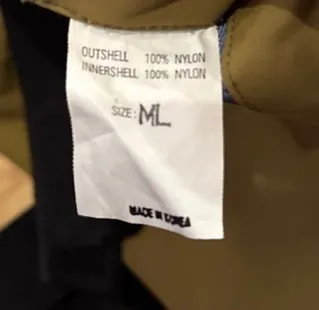 OUTSHELL 100% NYLON
INNERSHELL 100% NYLON
SIZE: ML
MADE IN KOREA